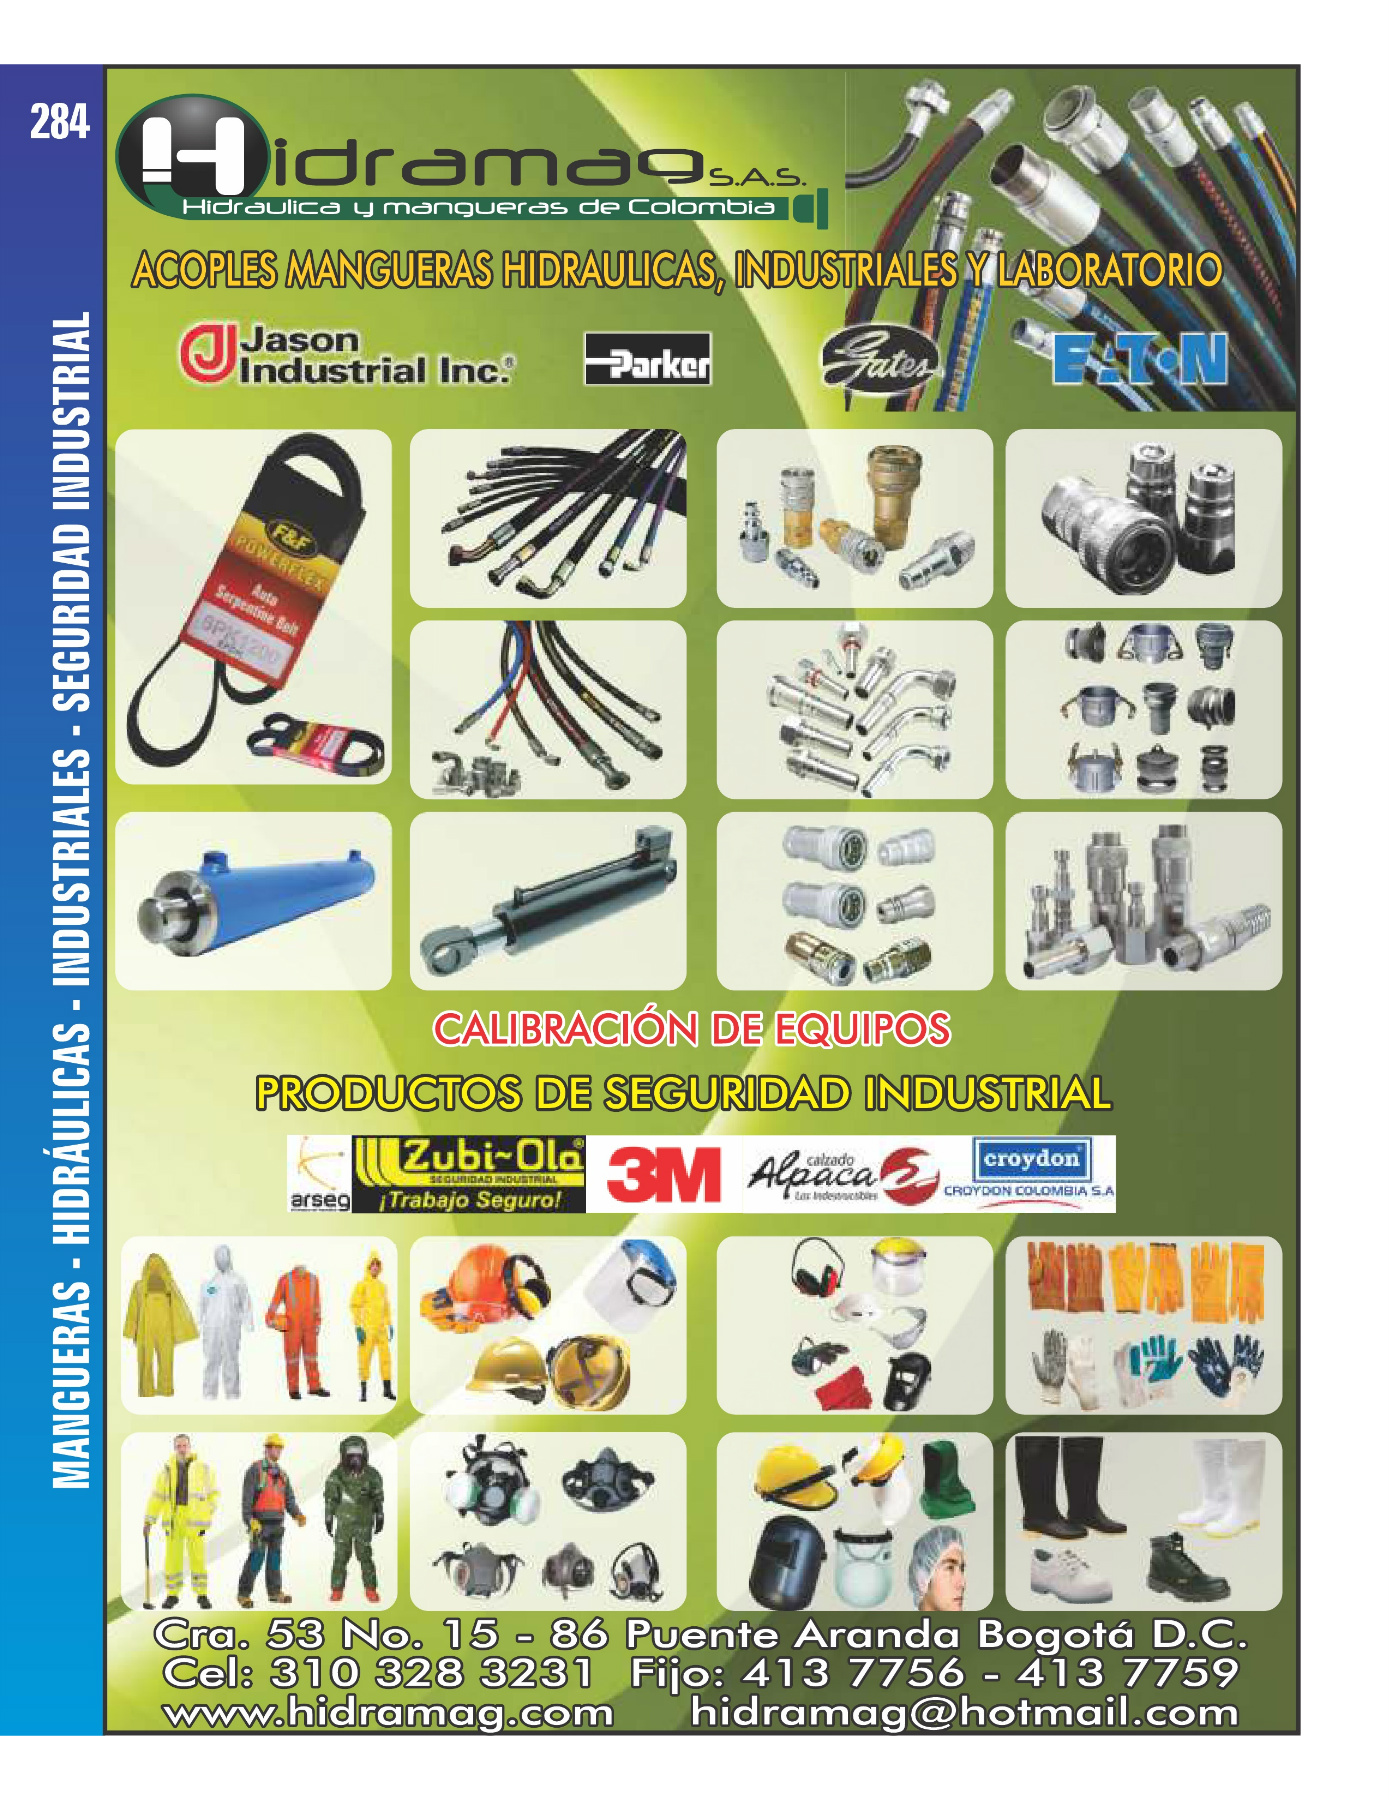 284
MANGUERAS - HIDRÁULICAS - INDUSTRIALES - SEGURIDAD INDUSTRIAL
Hidramag S.A.S.
Hidraulica y mangueras de Colombia
ACOPLES MANGUERAS HIDRAULICAS, INDUSTRIALES Y LABORATORIO
Jason
Industrial Inc.®
Parker
Gates
EATON
F&F
POWERFLEX
Auto
Serpentine Belt
6PK1200
CALIBRACIÓN DE EQUIPOS
PRODUCTOS DE SEGURIDAD INDUSTRIAL
arseg
Zubi~Ola®
SEGURIDAD INDUSTRIAL
¡Trabajo Seguro!
3M
calzado
Alpaca
Los Indestructibles
croydon®
CROYDON COLOMBIA S.A
Cra. 53 No. 15 - 86 Puente Aranda Bogotá D.C.
Cel: 310 328 3231 Fijo: 413 7756 - 413 7759
www.hidramag.com hidramag@hotmail.com